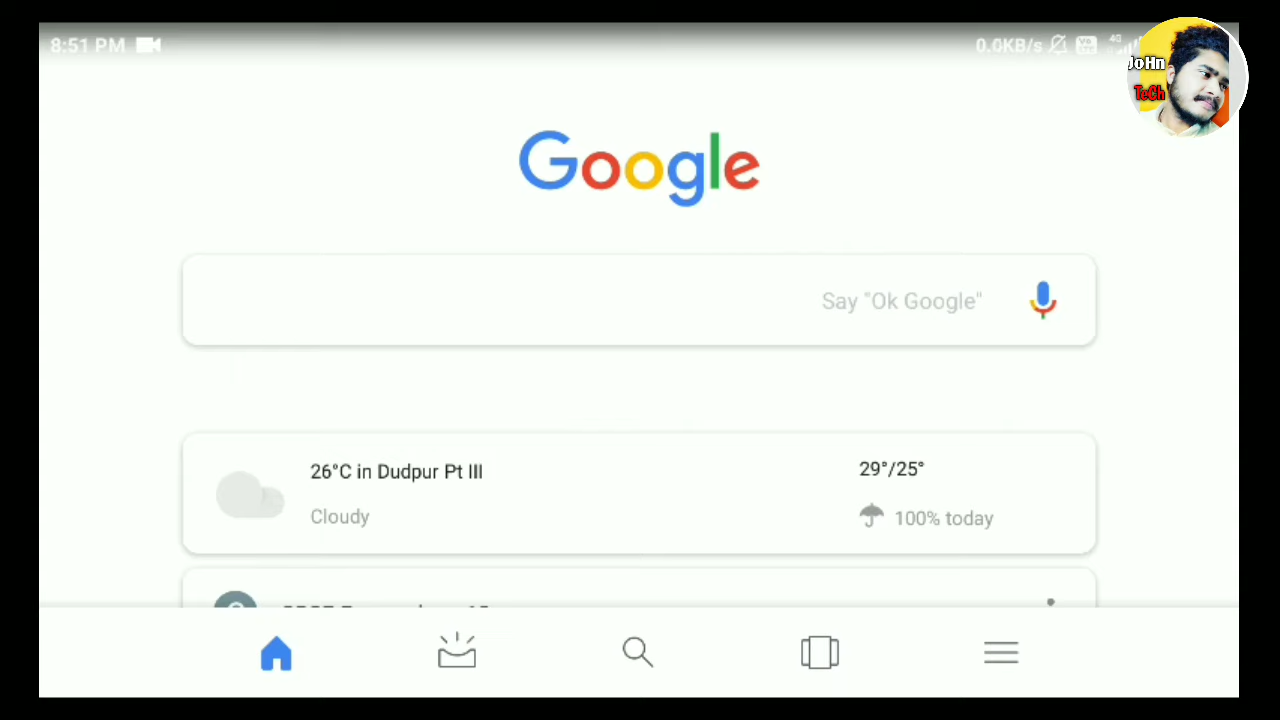 8:51 PM
0.0KB/s
4G
JoHn
TeCh
Google
Say "Ok Google"
26°C in Dudpur Pt III
29°/25°
Cloudy
100% today